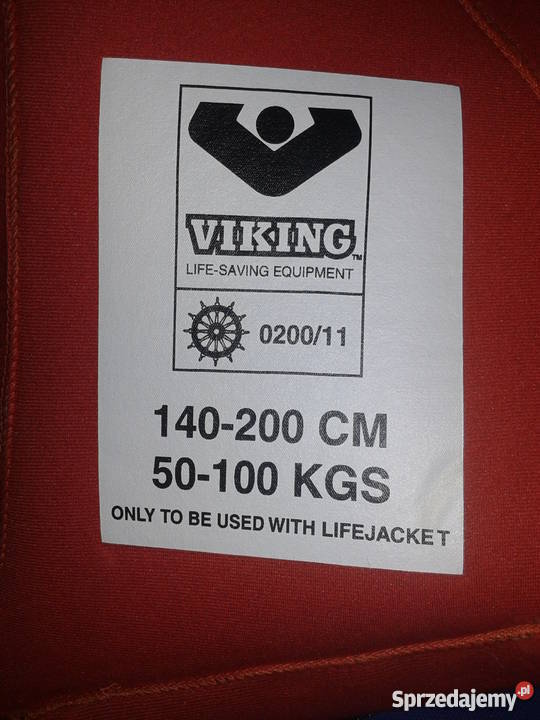 VIKING™
LIFE-SAVING EQUIPMENT
0200/11
140-200 CM
50-100 KGS
ONLY TO BE USED WITH LIFEJACKET
Sprzedajemy.pl